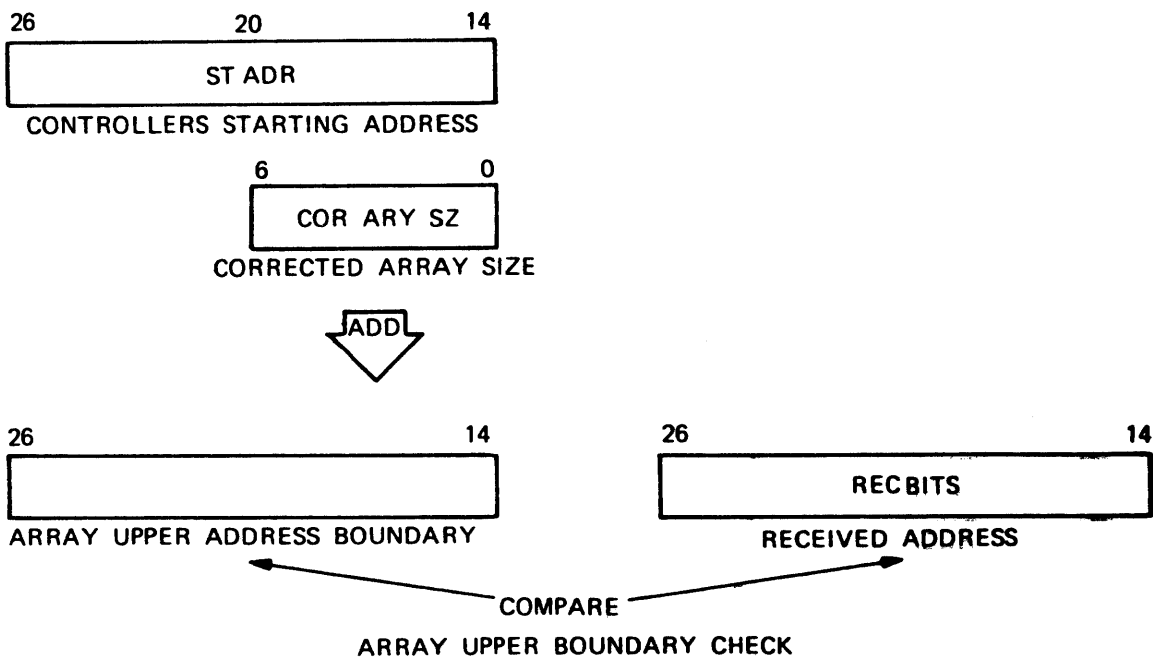 26 20 14
ST ADR
CONTROLLERS STARTING ADDRESS
6 0
COR ARY SZ
CORRECTED ARRAY SIZE
ADD
26 14 26 14
RECBITS
ARRAY UPPER ADDRESS BOUNDARY RECEIVED ADDRESS
COMPARE
ARRAY UPPER BOUNDARY CHECK